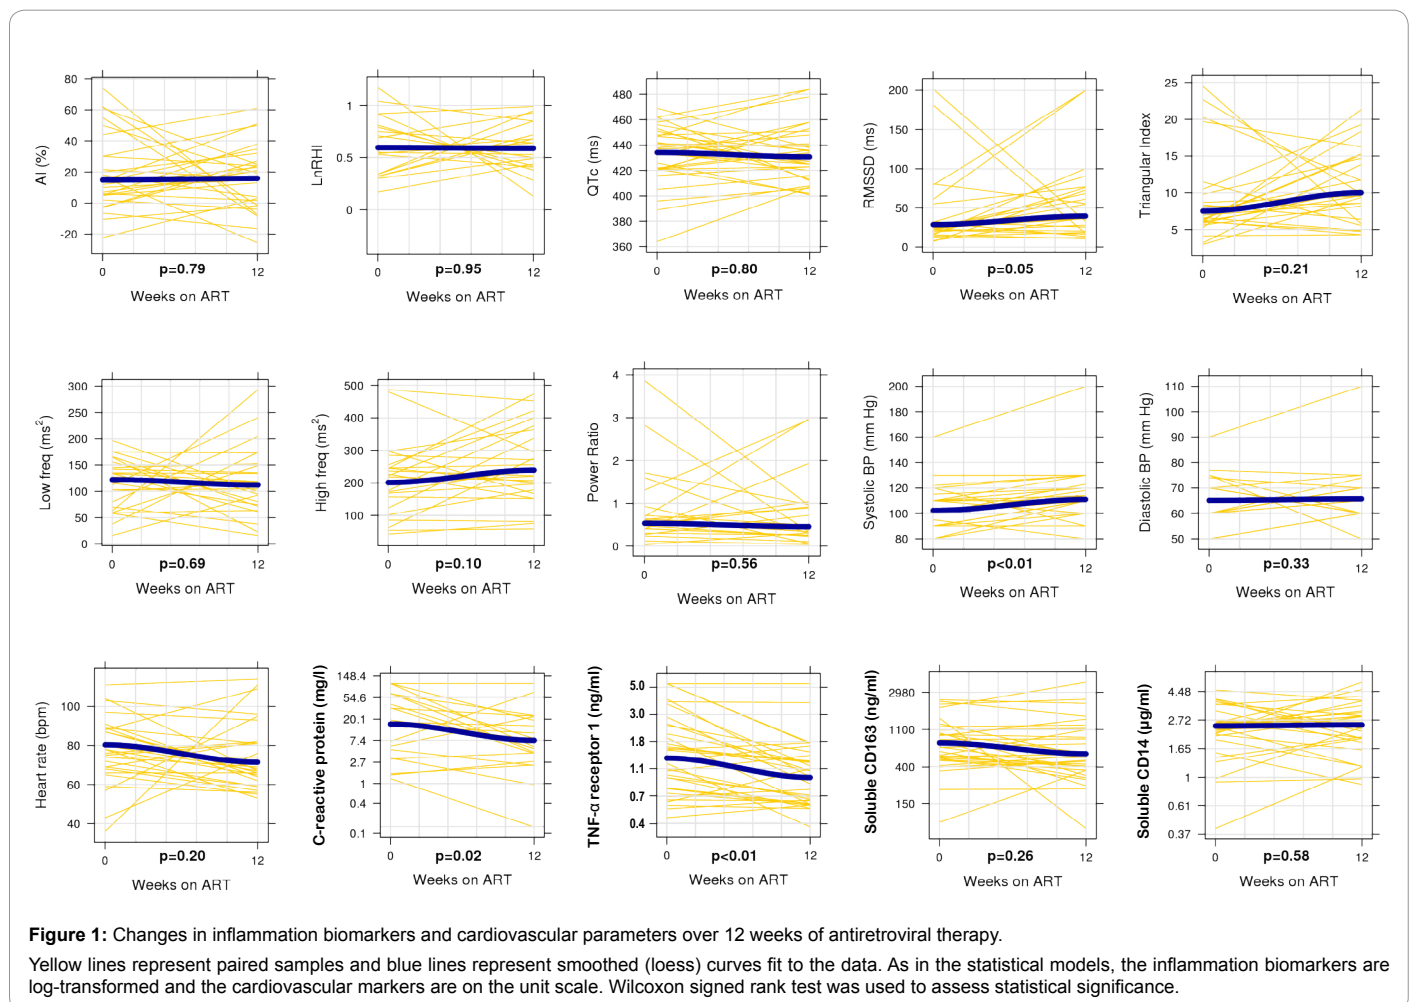 80
60
40
20
0
-20
AI (%)
0
p=0.79
12
Weeks on ART
1
0.5
0
LnRHI
0
p=0.95
12
Weeks on ART
480
460
440
420
400
380
360
QTc (ms)
0
p=0.80
12
Weeks on ART
200
150
100
50
0
RMSSD (ms)
0
p=0.05
12
Weeks on ART
25
20
15
10
5
Triangular Index
0
p=0.21
12
Weeks on ART
300
250
200
150
100
50
0
Low freq (ms²)
0
p=0.69
12
Weeks on ART
500
400
300
200
100
High freq (ms²)
0
p=0.10
12
Weeks on ART
4
3
2
1
0
Power Ratio
0
p=0.56
12
Weeks on ART
200
180
160
140
120
100
80
Systolic BP (mm Hg)
0
p<0.01
12
Weeks on ART
110
100
90
80
70
60
50
Diastolic BP (mm Hg)
0
p=0.33
12
Weeks on ART
100
80
60
40
Heart rate (bpm)
0
p=0.20
12
Weeks on ART
148.4
54.6
20.1
7.4
2.7
1
0.4
0.1
C-reactive protein (mg/l)
0
p=0.02
12
Weeks on ART
5.0
3.0
1.8
1.1
0.7
0.4
TNF-α receptor 1 (ng/ml)
0
p<0.01
12
Weeks on ART
2980
1100
400
150
Soluble CD163 (ng/ml)
0
p=0.26
12
Weeks on ART
4.48
2.72
1.65
1
0.61
0.37
Soluble CD14 (µg/ml)
0
p=0.58
12
Weeks on ART
Figure 1: Changes in inflammation biomarkers and cardiovascular parameters over 12 weeks of antiretroviral therapy.
Yellow lines represent paired samples and blue lines represent smoothed (loess) curves fit to the data. As in the statistical models, the inflammation biomarkers are
log-transformed and the cardiovascular markers are on the unit scale. Wilcoxon signed rank test was used to assess statistical significance.